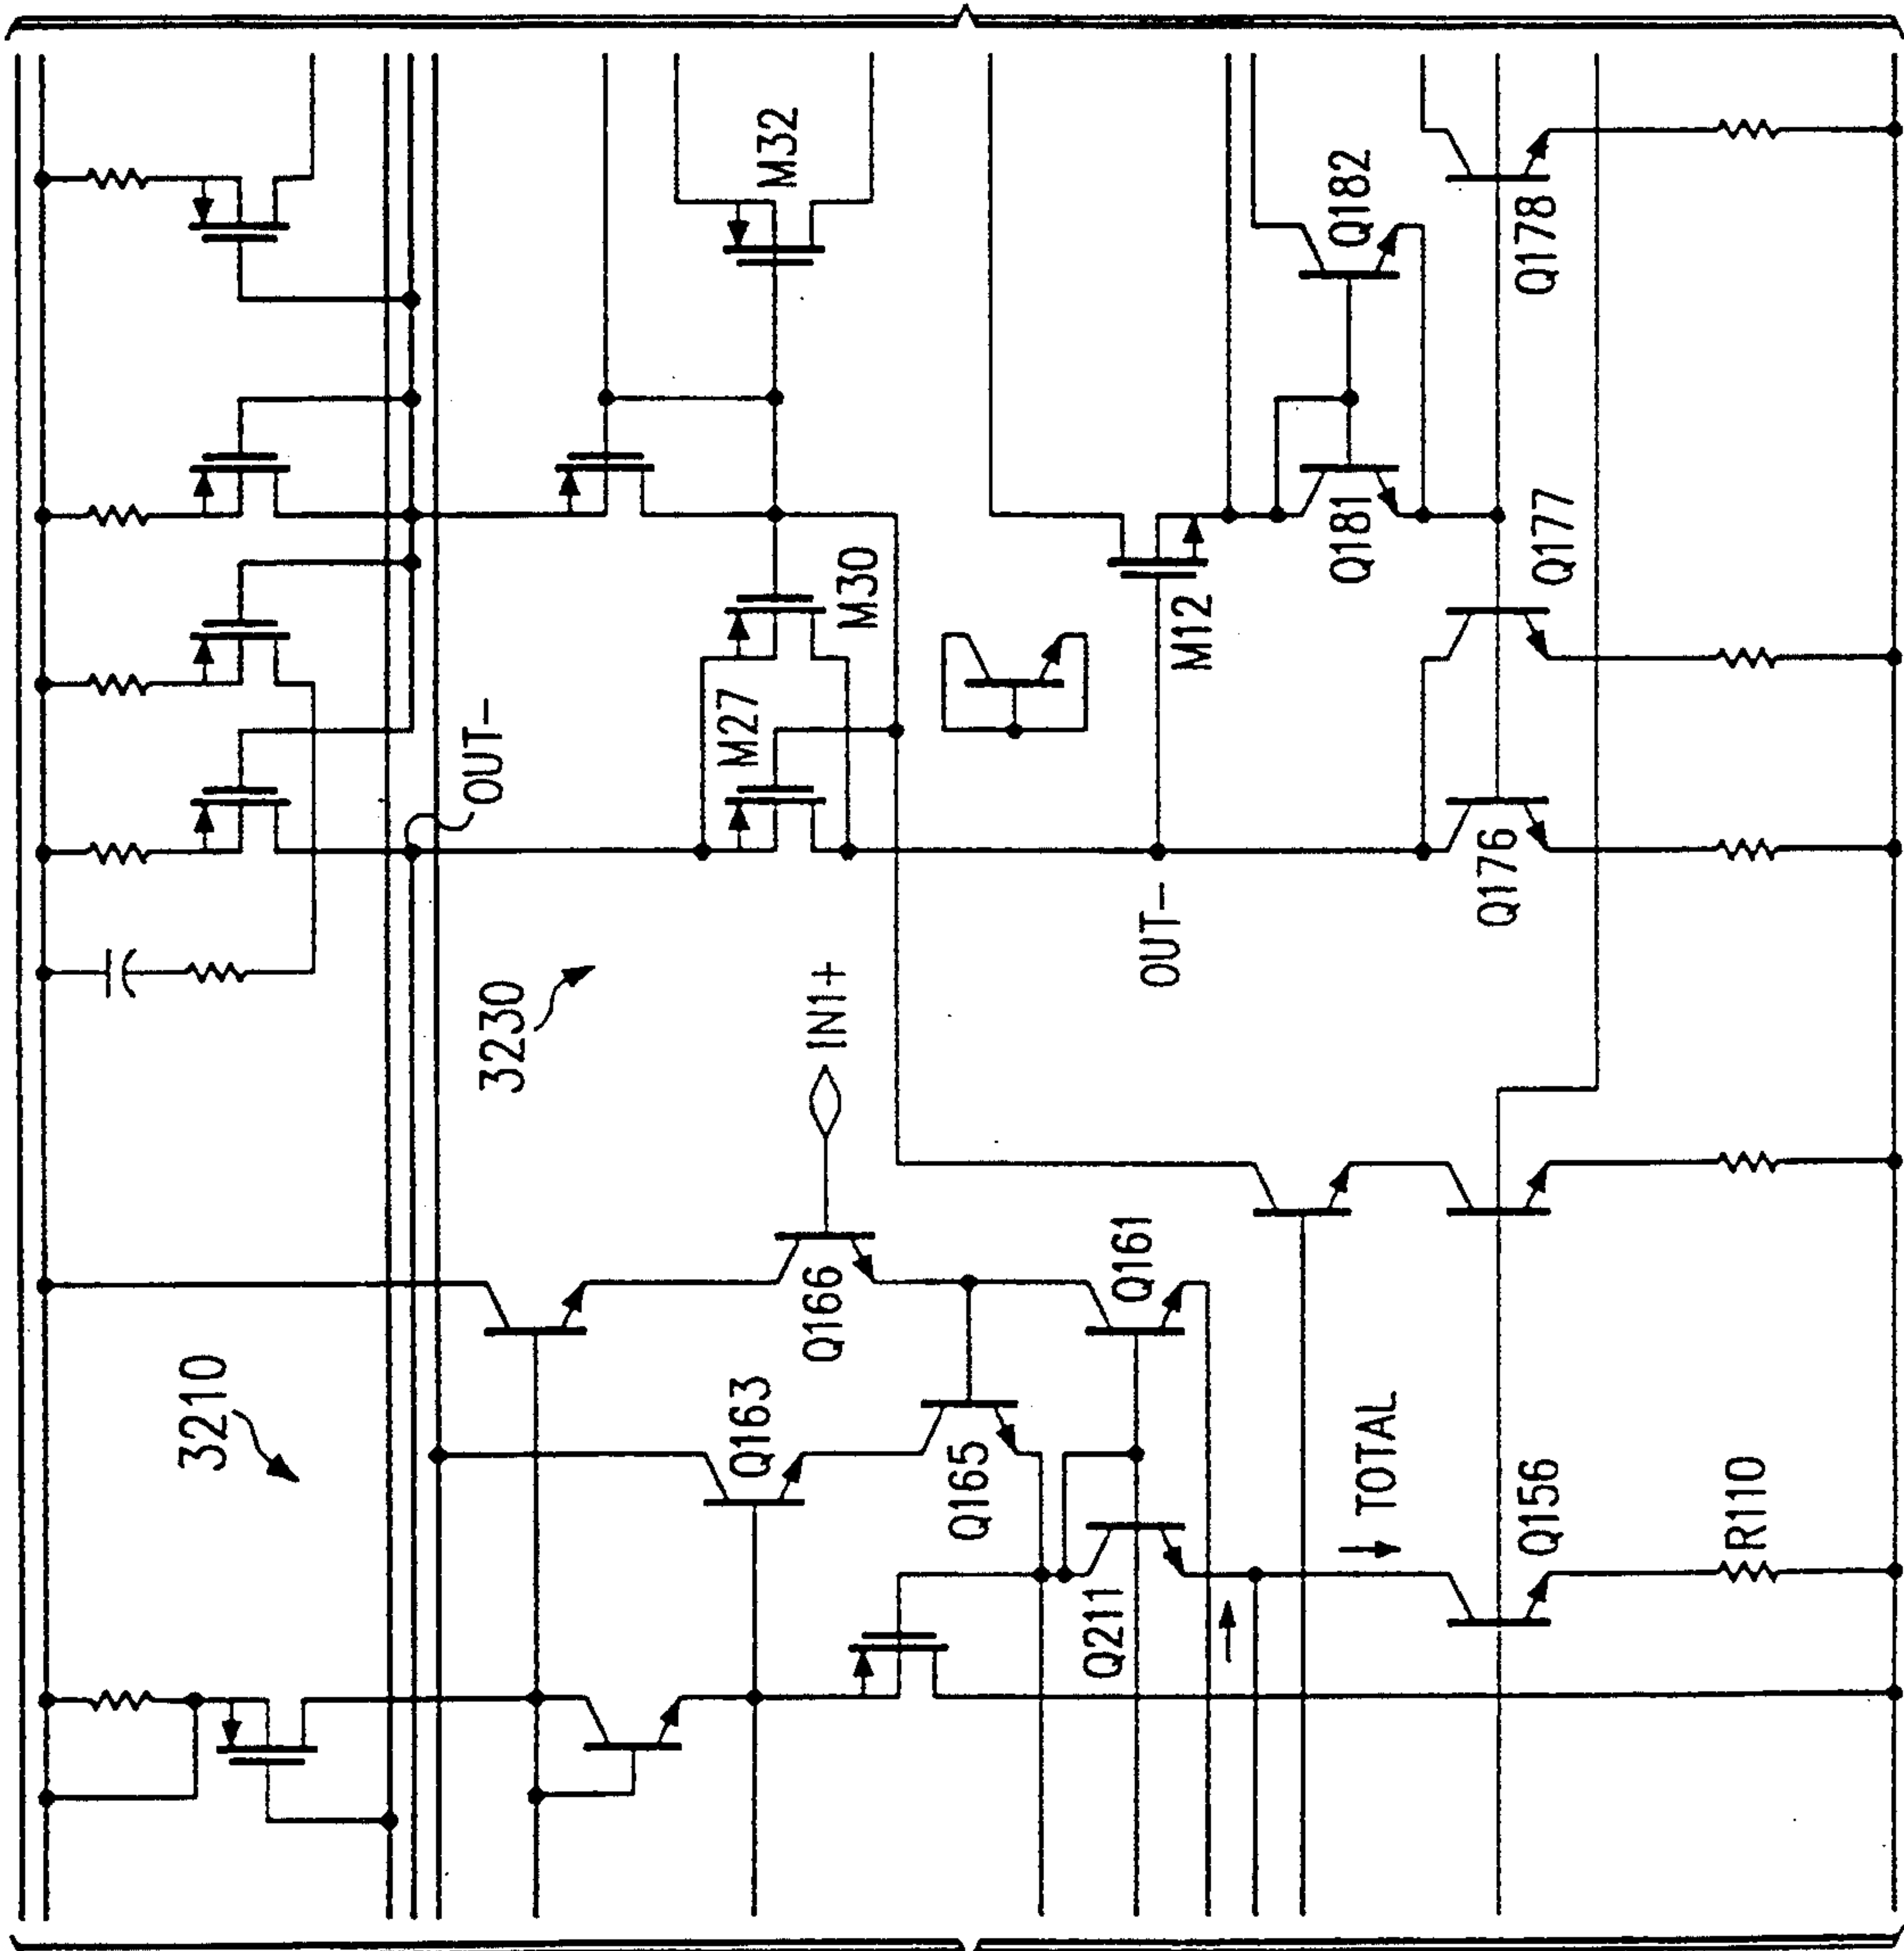 3210
3230
OUT-
M32
M27
M30
Q163
Q166
IN1+
Q165
Q161
Q211
OUT-
M12
Q181
Q182
TOTAL
Q156
R110
Q176
Q177
Q178